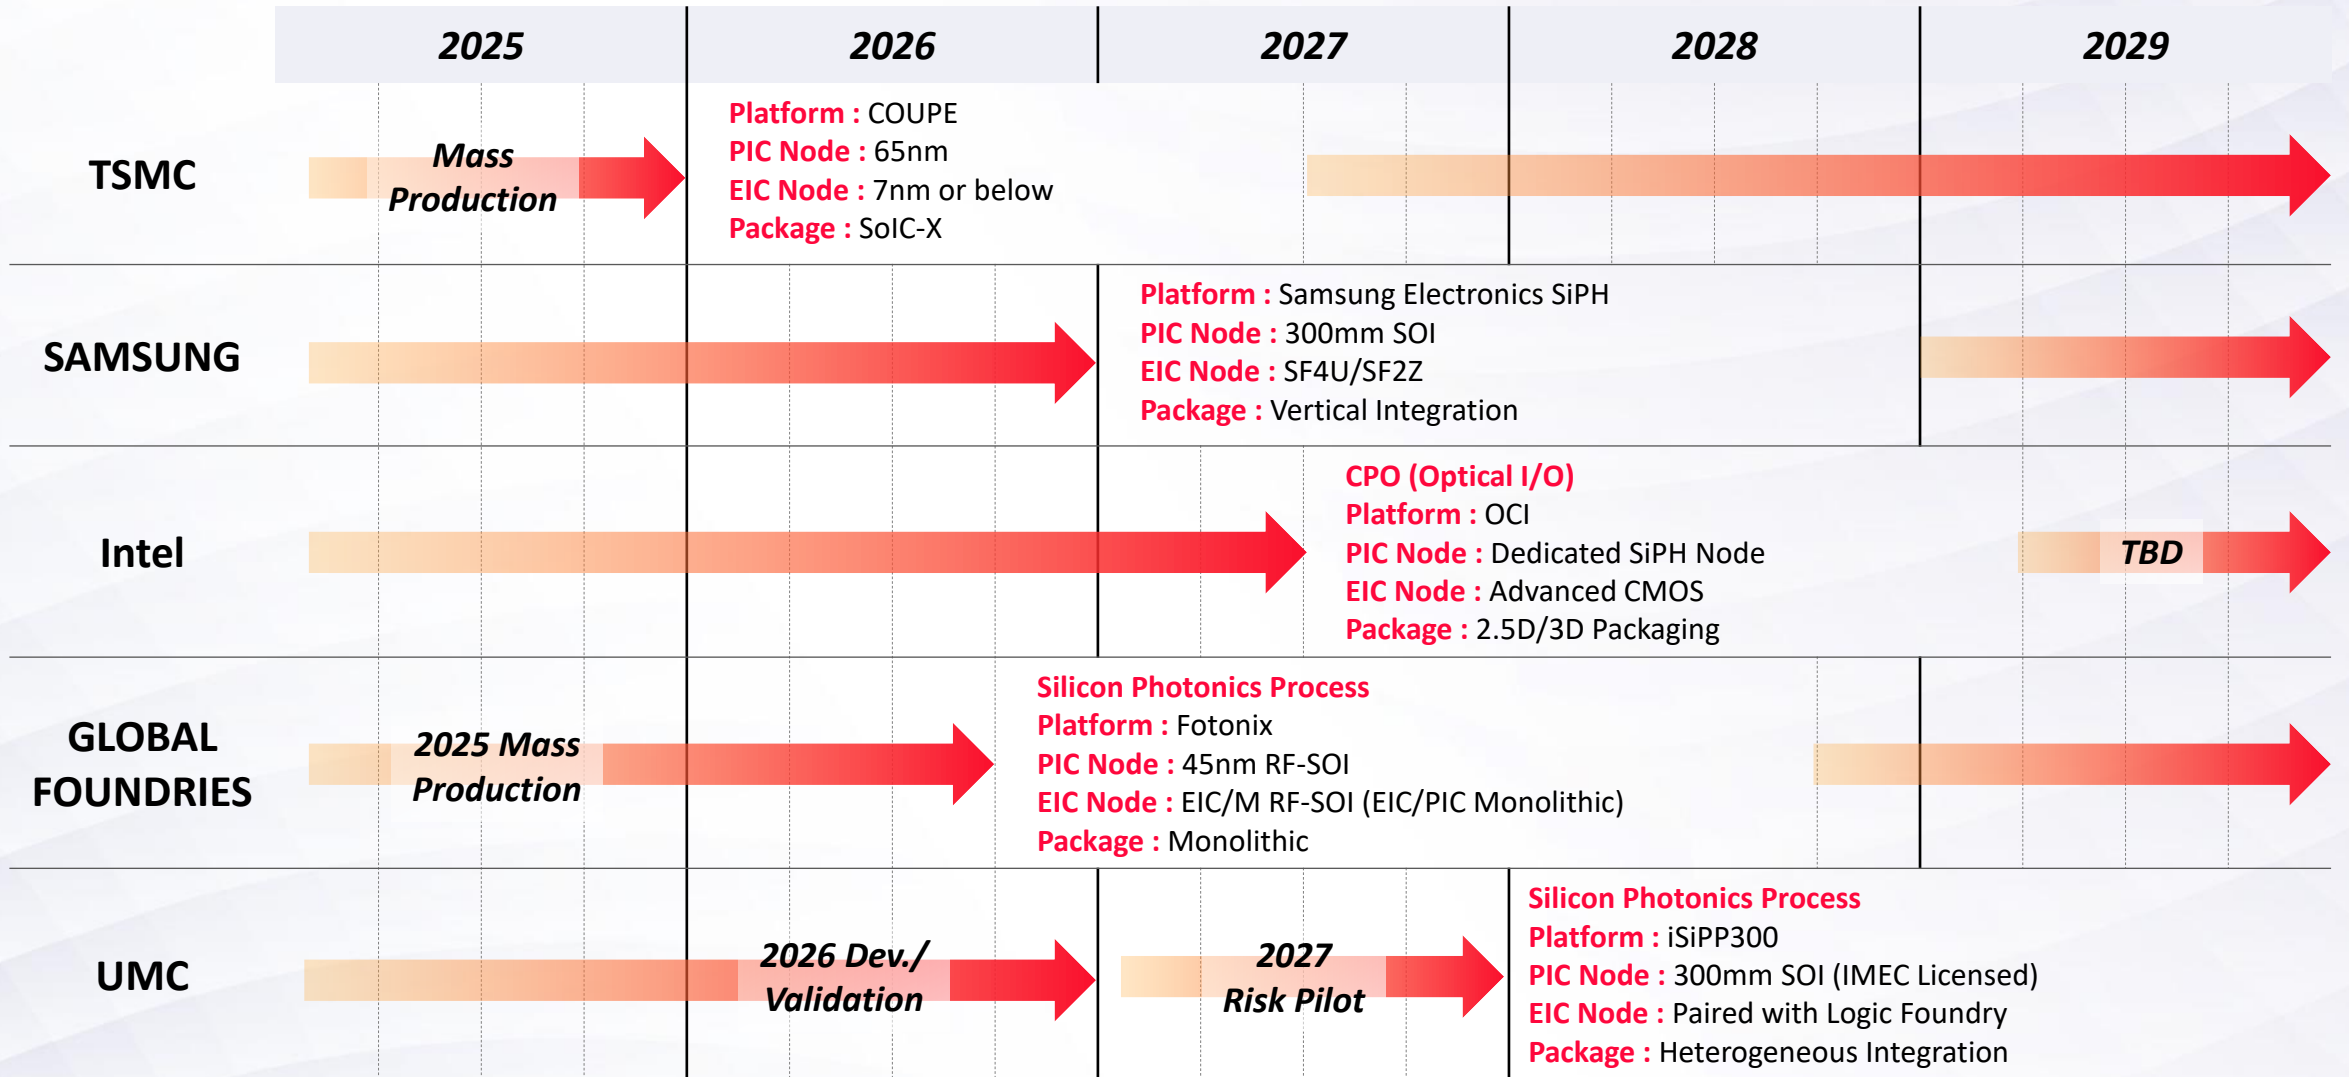 2025
2026
2027
2028
2029
TSMC
Mass
Production
Platform : COUPE
PIC Node : 65nm
EIC Node : 7nm or below
Package : SoIC-X
SAMSUNG
Platform : Samsung Electronics SiPH
PIC Node : 300mm SOI
EIC Node : SF4U/SF2Z
Package : Vertical Integration
Intel
CPO (Optical I/O)
Platform : OCI
PIC Node : Dedicated SiPH Node
EIC Node : Advanced CMOS
Package : 2.5D/3D Packaging
TBD
GLOBAL
FOUNDRIES
2025 Mass
Production
Silicon Photonics Process
Platform : Fotonix
PIC Node : 45nm RF-SOI
EIC Node : EIC/M RF-SOI (EIC/PIC Monolithic)
Package : Monolithic
UMC
2026 Dev./
Validation
2027
Risk Pilot
Silicon Photonics Process
Platform : iSiPP300
PIC Node : 300mm SOI (IMEC Licensed)
EIC Node : Paired with Logic Foundry
Package : Heterogeneous Integration